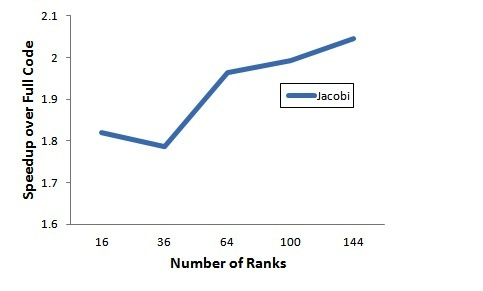 2.1
2
1.9
1.8
1.7
1.6
Speedup over Full Code
Jacobi
16 36 64 100 144
Number of Ranks